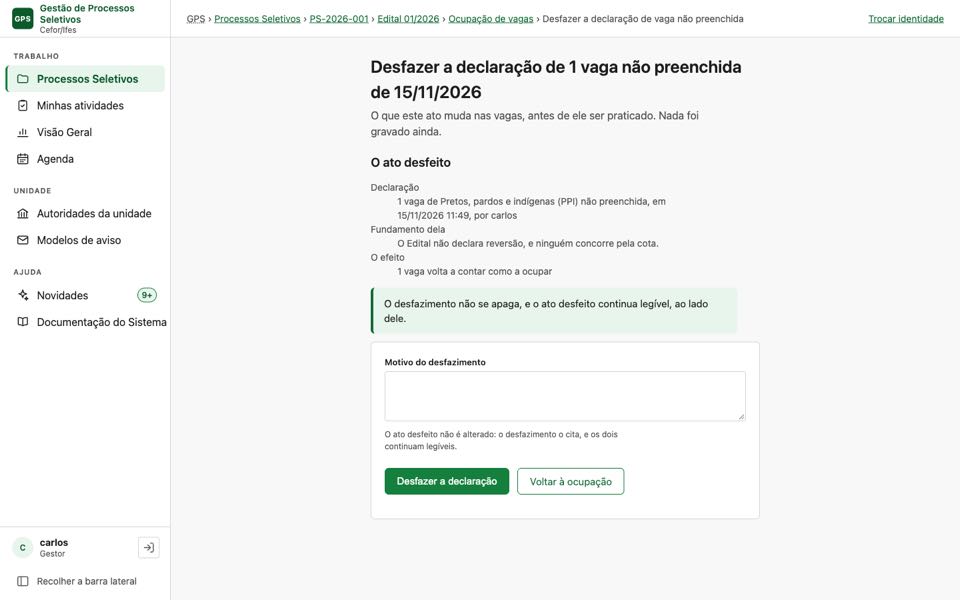 GPS
Gestão de Processos
Seletivos
Cefor/Ifes
GPS › Processos Seletivos › PS-2026-001 › Edital 01/2026 › Ocupação de vagas › Desfazer a declaração de vaga não preenchida
Trocar identidade
TRABALHO
Processos Seletivos
Minhas atividades
Visão Geral
Agenda
UNIDADE
Autoridades da unidade
Modelos de aviso
AJUDA
Novidades 9+
Documentação do Sistema
Desfazer a declaração de 1 vaga não preenchida
de 15/11/2026
O que este ato muda nas vagas, antes de ele ser praticado. Nada foi
gravado ainda.
O ato desfeito
Declaração
1 vaga de Pretos, pardos e indígenas (PPI) não preenchida, em
15/11/2026 11:49, por carlos
Fundamento dela
O Edital não declara reversão, e ninguém concorre pela cota.
O efeito
1 vaga volta a contar como a ocupar
O desfazimento não se apaga, e o ato desfeito continua legível, ao lado
dele.
Motivo do desfazimento
O ato desfeito não é alterado: o desfazimento o cita, e os dois
continuam legíveis.
Desfazer a declaração
Voltar à ocupação
C
carlos
Gestor
Recolher a barra lateral